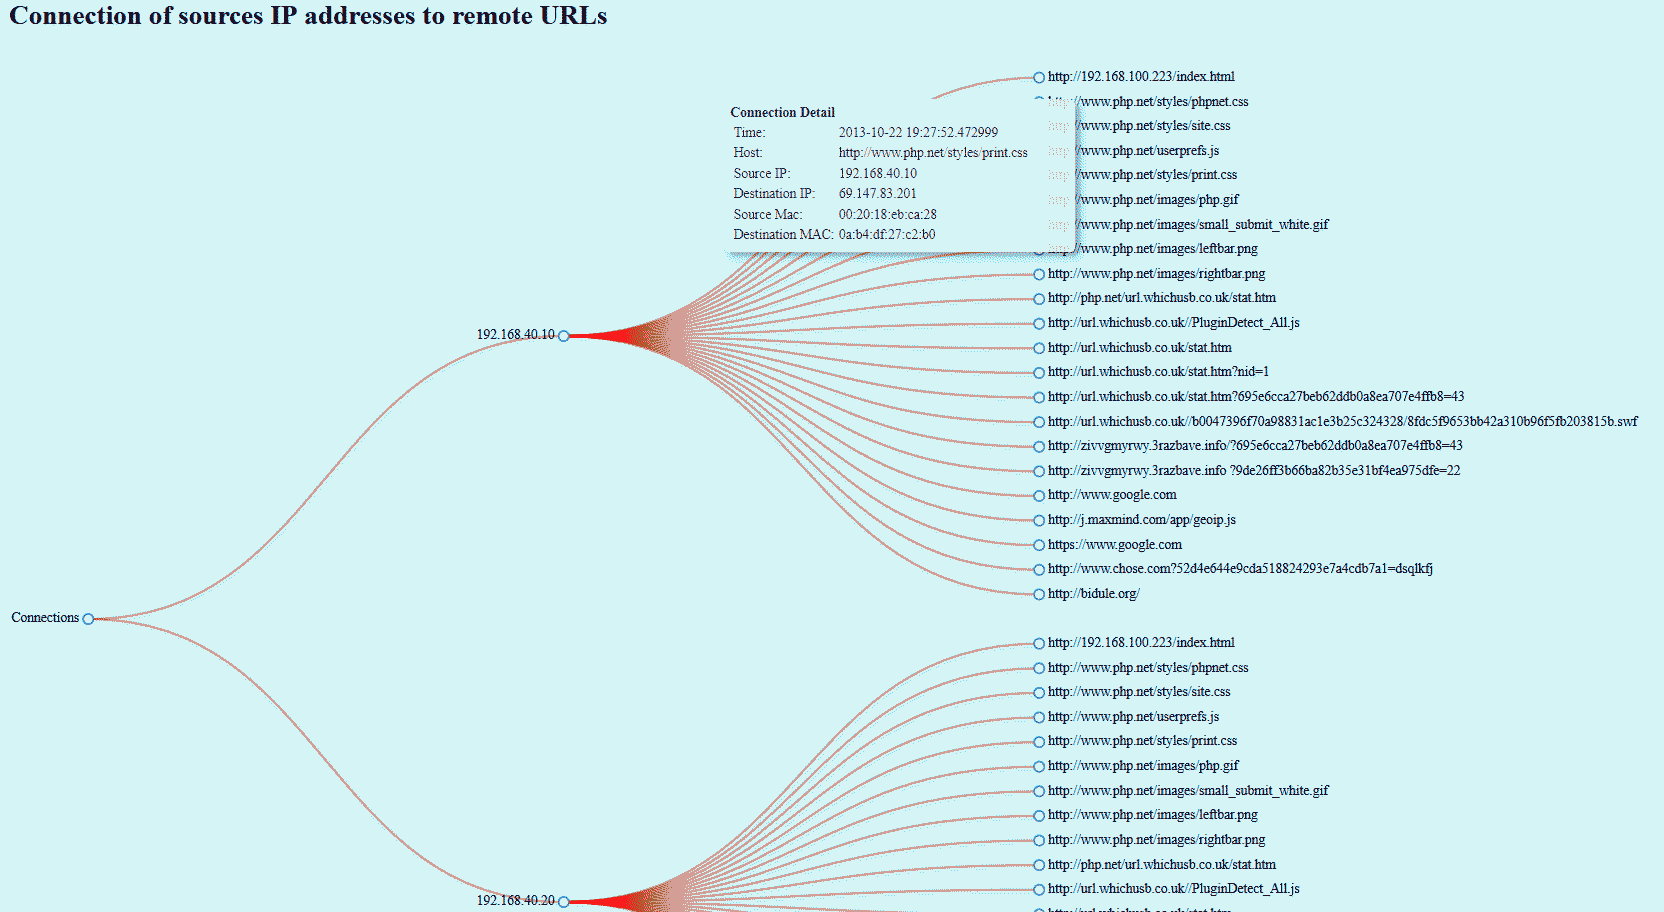 Connection of sources IP addresses to remote URLs
http://192.168.100.223/index.html
http://www.php.net/styles/phpnet.css
Connection Detail
http://www.php.net/styles/site.css
Time: 2013-10-22 19:27:52.472999
http://www.php.net/userprefs.js
Host: http://www.php.net/styles/print.css
Source IP: 192.168.40.10
http://www.php.net/styles/print.css
Destination IP: 69.147.83.201
http://www.php.net/images/php.gif
Source Mac: 00:20:18:eb:ca:28
http://www.php.net/images/small_submit_white.gif
Destination MAC: 0a:b4:df:27:c2:b0
http://www.php.net/images/leftbar.png
http://www.php.net/images/rightbar.png
http://php.net/url.whichusb.co.uk/stat.htm
http://url.whichusb.co.uk//PluginDetect_All.js
192.168.40.10
http://url.whichusb.co.uk/stat.htm
http://url.whichusb.co.uk/stat.htm?nid=1
http://url.whichusb.co.uk/stat.htm?695e6cca27beb62ddb0a8ea707e4ffb8=43
http://url.whichusb.co.uk//b0047396f70a98831ac1e3b25c324328/8fdc5f9653bb42a310b96f5fb203815b.swf
http://zivvgmyrwy.3razbave.info/?695e6cca27beb62ddb0a8ea707e4ffb8=43
http://zivvgmyrwy.3razbave.info ?9de26ff3b66ba82b35e31bf4ea975dfe=22
http://www.google.com
http://j.maxmind.com/app/geoip.js
https://www.google.com
http://www.chose.com?52d4e644e9cda518824293e7a4cdb7a1=dsqlkfj
http://bidule.org/
Connections
http://192.168.100.223/index.html
http://www.php.net/styles/phpnet.css
http://www.php.net/styles/site.css
http://www.php.net/userprefs.js
http://www.php.net/styles/print.css
http://www.php.net/images/php.gif
http://www.php.net/images/small_submit_white.gif
http://www.php.net/images/leftbar.png
http://www.php.net/images/rightbar.png
http://php.net/url.whichusb.co.uk/stat.htm
http://url.whichusb.co.uk//PluginDetect_All.js
192.168.40.20